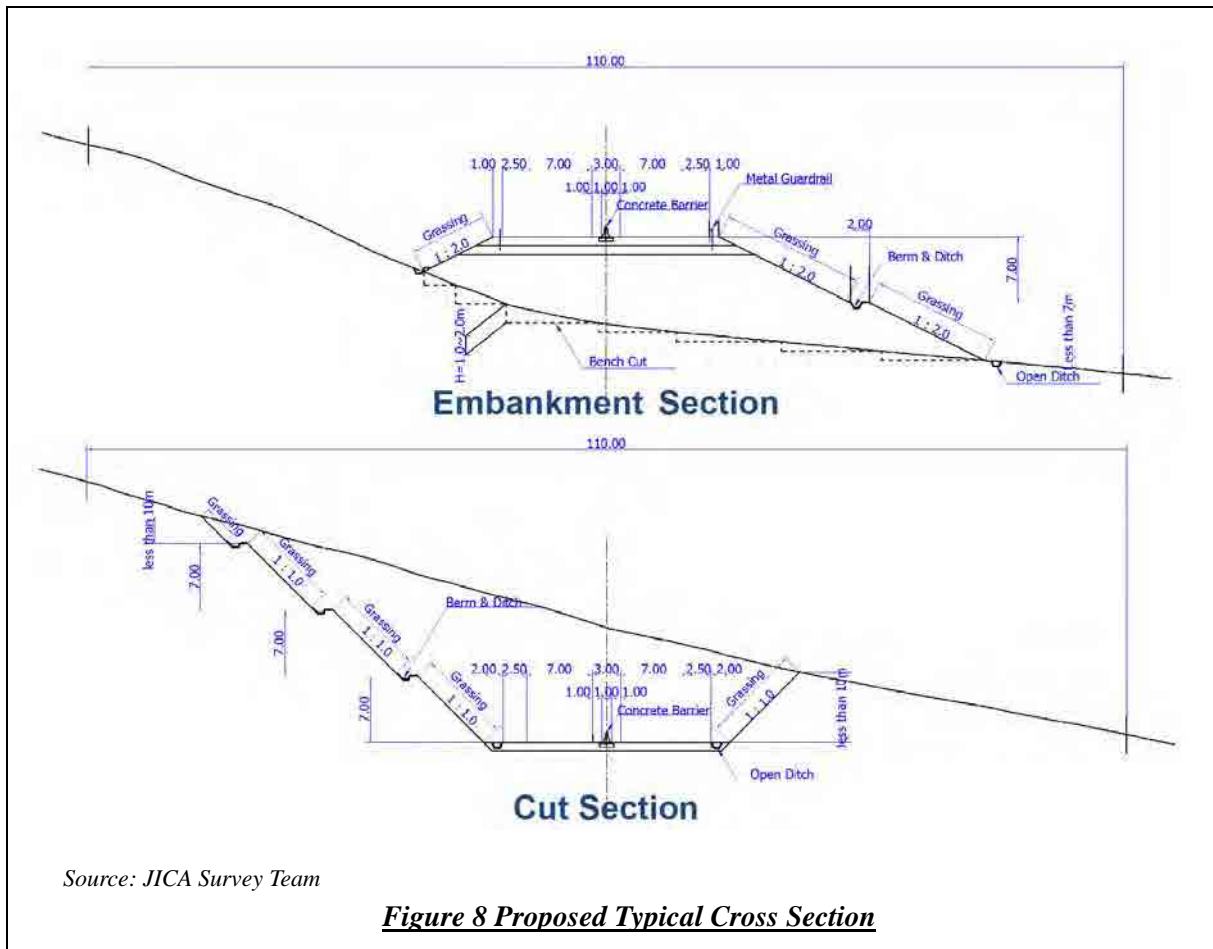 110.00
1.00 2.50 7.00 3.00 7.00 2.50 1.00
Metal Guardrail
1.00 1.00 1.00
Concrete Barrier
Grassing
1 : 2.0
Grassing
1 : 2.0
2.00
Berm & Ditch
7.00
Grassing
1 : 2.0
H=1.0~2.0m
Bench Cut
Less than 7m
Open Ditch
Embankment Section
110.00
less than 10m
Grassing
7.00
Grassing
1 : 1.0
7.00
Grassing
1 : 1.0
Berm & Ditch
7.00
Grassing
1 : 1.0
2.00 2.50 7.00 3.00 7.00 2.50 2.00
1.00 1.00 1.00
Concrete Barrier
Grassing
1 : 1.0
less than 10m
Open Ditch
Cut Section
Source: JICA Survey Team
Figure 8 Proposed Typical Cross Section